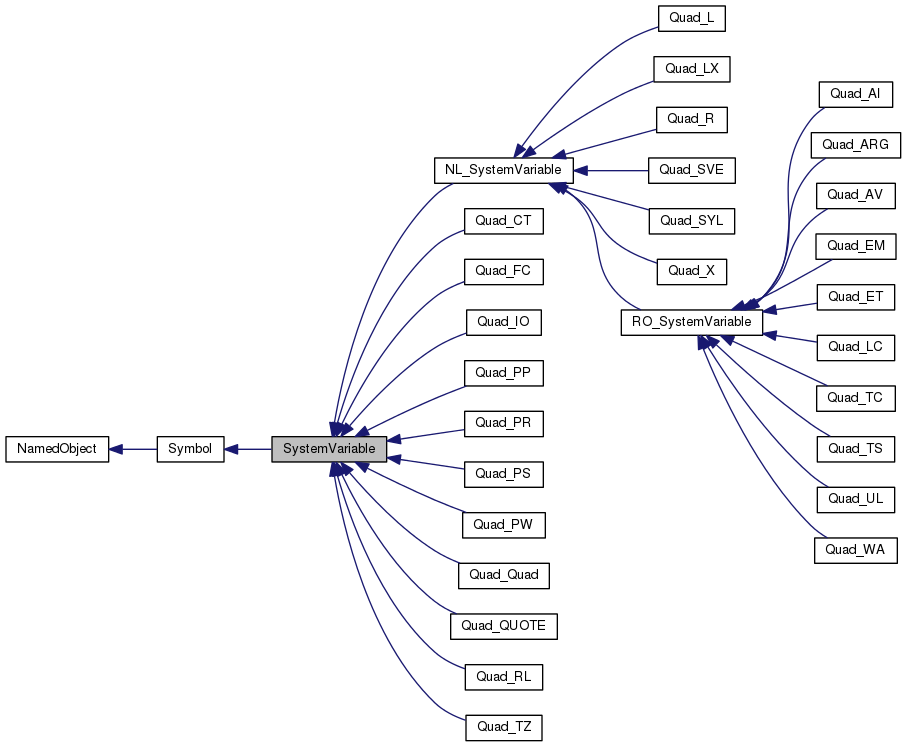 Quad_L
Quad_LX
Quad_AI
Quad_R
Quad_ARG
NL_SystemVariable
Quad_SVE
Quad_AV
Quad_CT
Quad_SYL
Quad_EM
Quad_FC
Quad_X
Quad_ET
Quad_IO
RO_SystemVariable
Quad_LC
Quad_PP
Quad_TC
Quad_PR
NamedObject
Symbol
SystemVariable
Quad_TS
Quad_PS
Quad_UL
Quad_PW
Quad_WA
Quad_Quad
Quad_QUOTE
Quad_RL
Quad_TZ